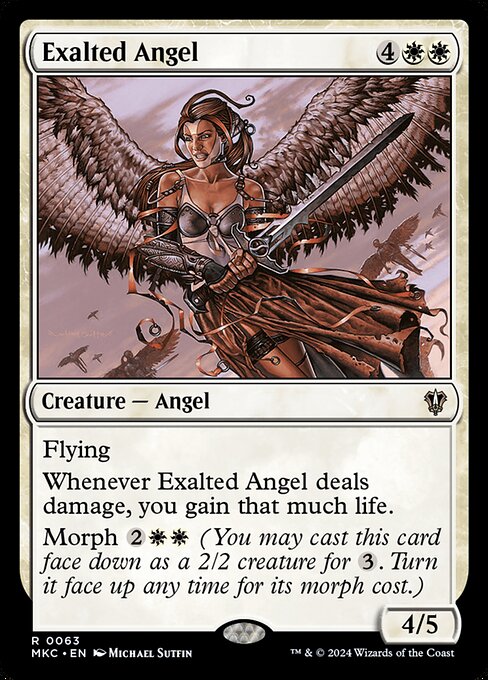 Exalted Angel 4
Creature — Angel
Flying
Whenever Exalted Angel deals
damage, you gain that much life.
Morph 2 (You may cast this card
face down as a 2/2 creature for 3. Turn
it face up any time for its morph cost.)
4/5
R 0063
MKC • EN Michael Sutfin
™ & © 2024 Wizards of the Coast